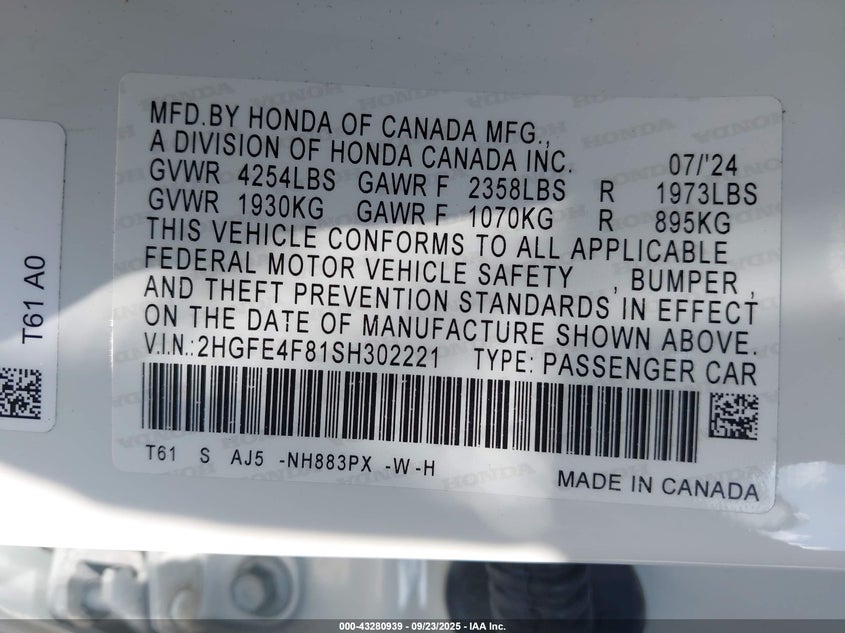 MFD.BY HONDA OF CANADA MFG.,
A DIVISION OF HONDA CANADA INC. 07/'24
GVWR 4254LBS GAWR F 2358LBS R 1973LBS
GVWR 1930KG GAWR F 1070KG R 895KG
THIS VEHICLE CONFORMS TO ALL APPLICABLE
FEDERAL MOTOR VEHICLE SAFETY , BUMPER ,
AND THEFT PREVENTION STANDARDS IN EFFECT
ON THE DATE OF MANUFACTURE SHOWN ABOVE.
V.I.N.: 2HGFE4F81SH302221 TYPE: PASSENGER CAR
T61 S AJ5 -NH883PX -W -H
MADE IN CANADA
T61 A0
000-43280939 - 09/23/2025 - IAA Inc.